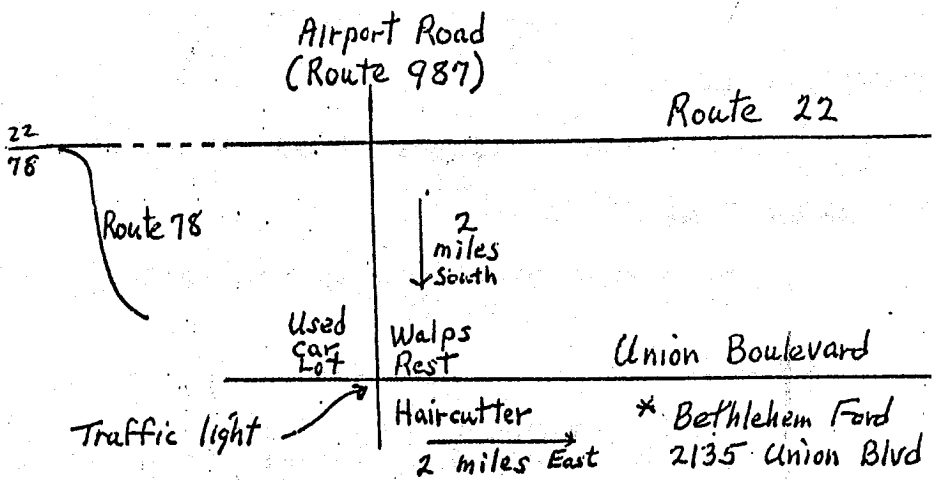 Airport Road
(Route 987)
Route 22
22
78
Route 78
2
miles
South
Used
car
Lot
Walps
Rest
Union Boulevard
Traffic light
Haircutter
2 miles East
* Bethlehem Ford
2135 Union Blvd